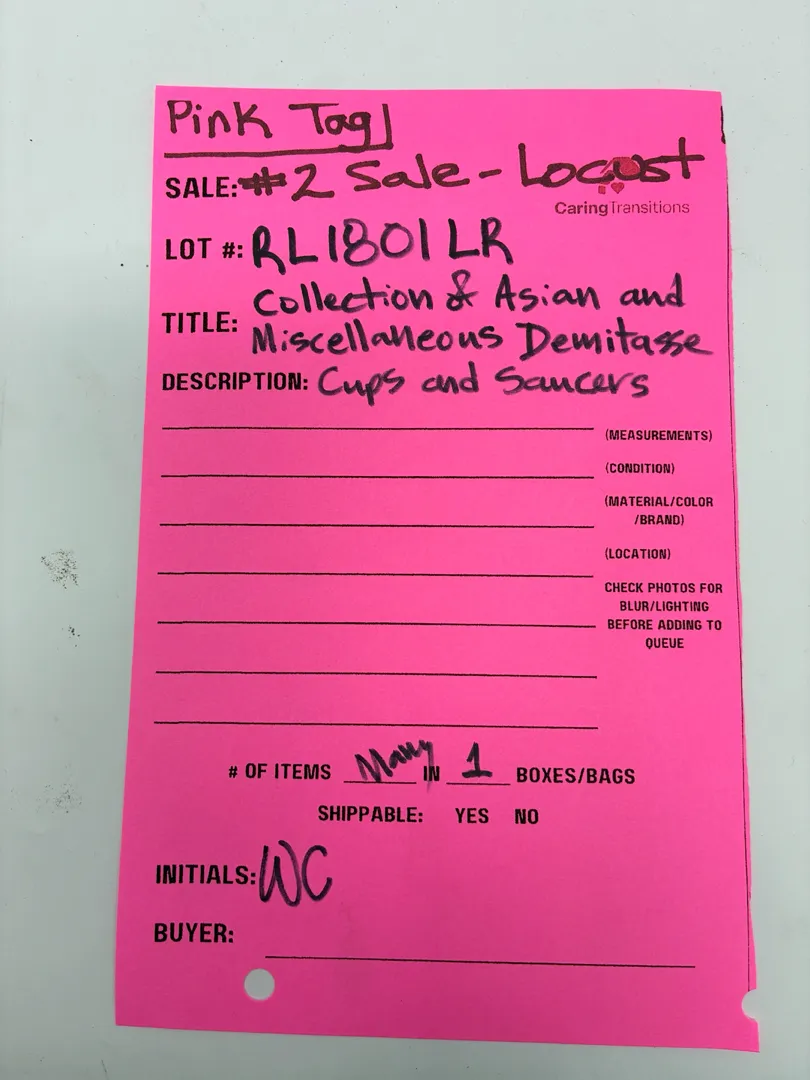 Pink Tag
SALE: #2 Sale - Locust
CaringTransitions
LOT #: RL1801LR
TITLE: Collection of Asian and
Miscellaneous Demitasse
DESCRIPTION: Cups and Saucers
(MEASUREMENTS)
(CONDITION)
(MATERIAL/COLOR
/BRAND)
(LOCATION)
CHECK PHOTOS FOR
BLUR/LIGHTING
BEFORE ADDING TO
QUEUE
# OF ITEMS Many IN 1 BOXES/BAGS
SHIPPABLE: YES NO
INITIALS: WC
BUYER: